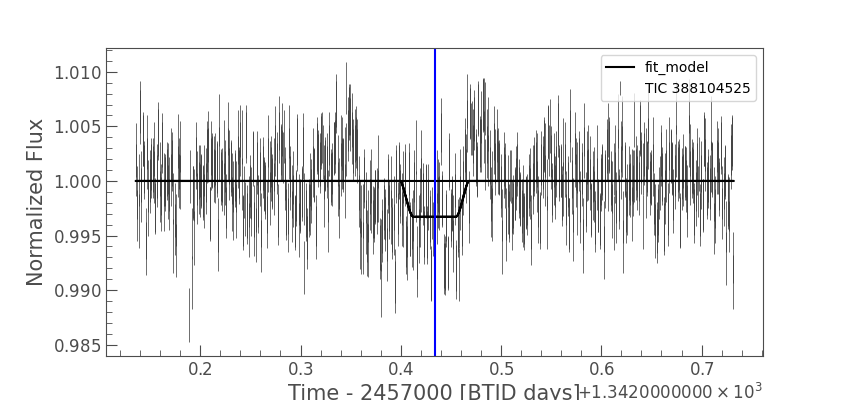 fit_model
TIC 388104525
Normalized Flux
1.010
1.005
1.000
0.995
0.990
0.985
0.2 0.3 0.4 0.5 0.6 0.7
Time - 2457000 [BTJD days]
+1.3420000000 × 10³